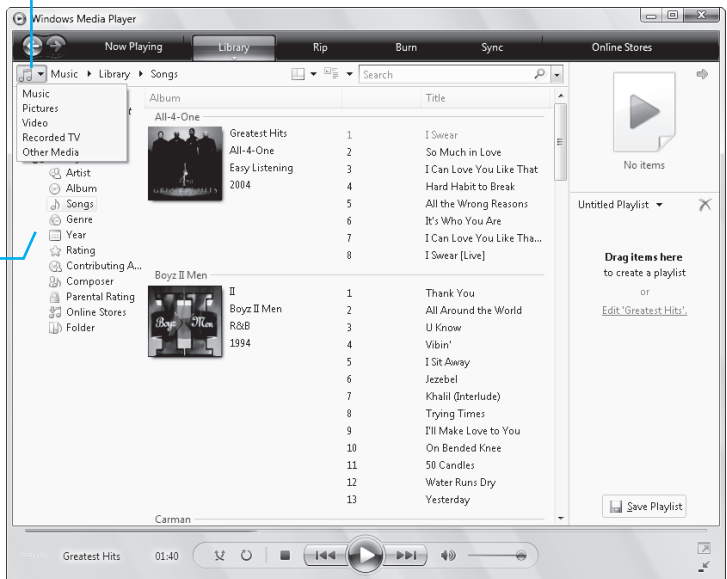 Windows Media Player
Now Playing Library Rip Burn Sync Online Stores
Music Library Songs
Search
Music
Pictures
Video
Recorded TV
Other Media
Artist
Album
Songs
Genre
Year
Rating
Contributing A...
Composer
Parental Rating
Online Stores
Folder
Album Title
All-4-One
Greatest Hits 1 I Swear
All-4-One 2 So Much in Love
Easy Listening 3 I Can Love You Like That
2004 4 Hard Habit to Break
5 All the Wrong Reasons
6 It's Who You Are
7 I Can Love You Like Tha...
8 I Swear [Live]
Boyz II Men
II 1 Thank You
Boyz II Men 2 All Around the World
R&B 3 U Know
1994 4 Vibin'
5 I Sit Away
6 Jezebel
7 Khalil (Interlude)
8 Trying Times
9 I'll Make Love to You
10 On Bended Knee
11 50 Candles
12 Water Runs Dry
13 Yesterday
Carman
No items
Untitled Playlist
Drag items here
to create a playlist
or
Edit 'Greatest Hits'.
Save Playlist
Greatest Hits 01:40